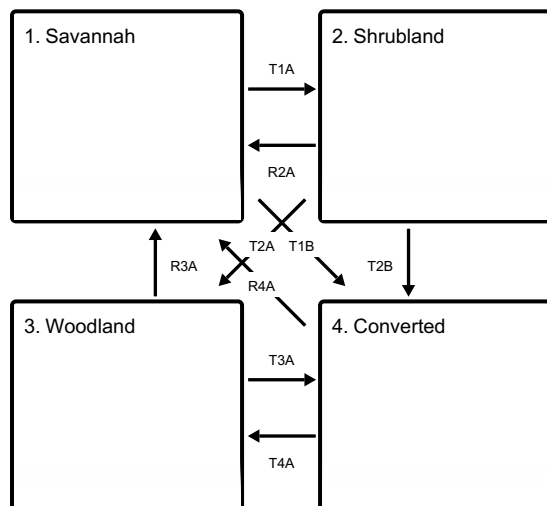 1. Savannah
2. Shrubland
T1A
R2A
T2A
T1B
R3A
R4A
T2B
3. Woodland
4. Converted
T3A
T4A